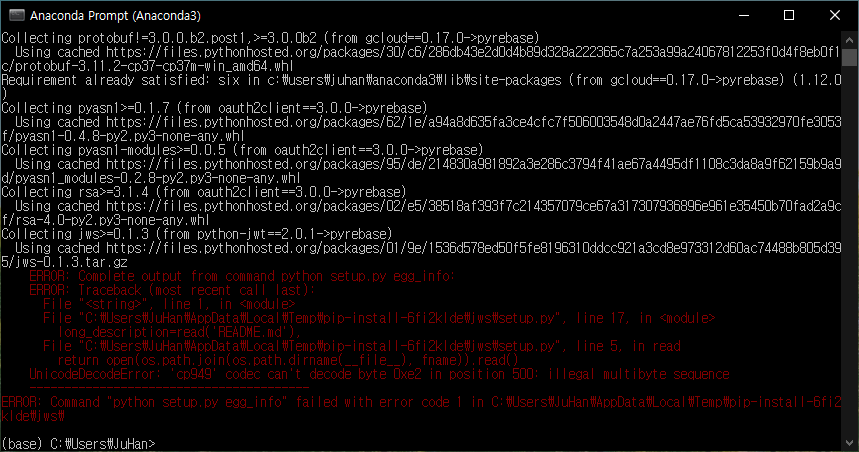 Anaconda Prompt (Anaconda3)
Collecting protobuf!=3.0.0.b2.post1,>=3.0.0b2 (from gcloud==0.17.0->pyrebase)
  Using cached https://files.pythonhosted.org/packages/30/c6/286db43e2d0d4b89d328a222365c7a253a99a24067812253f0d4f8eb0f1
c/protobuf-3.11.2-cp37-cp37m-win_amd64.whl
Requirement already satisfied: six in c:₩users₩juhan₩anaconda3₩lib₩site-packages (from gcloud==0.17.0->pyrebase) (1.12.0
)
Collecting pyasn1>=0.1.7 (from oauth2client==3.0.0->pyrebase)
  Using cached https://files.pythonhosted.org/packages/62/1e/a94a8d635fa3ce4cfc7f506003548d0a2447ae76fd5ca53932970fe3053
f/pyasn1-0.4.8-py2.py3-none-any.whl
Collecting pyasn1-modules>=0.0.5 (from oauth2client==3.0.0->pyrebase)
  Using cached https://files.pythonhosted.org/packages/95/de/214830a981892a3e286c3794f41ae67a4495df1108c3da8a9f62159b9a9
d/pyasn1_modules-0.2.8-py2.py3-none-any.whl
Collecting rsa>=3.1.4 (from oauth2client==3.0.0->pyrebase)
  Using cached https://files.pythonhosted.org/packages/02/e5/38518af393f7c214357079ce67a317307936896e961e35450b70fad2a9c
f/rsa-4.0-py2.py3-none-any.whl
Collecting jws>=0.1.3 (from python-jwt==2.0.1->pyrebase)
  Using cached https://files.pythonhosted.org/packages/01/9e/1536d578ed50f5fe8196310ddcc921a3cd8e973312d60ac74488b805d39
5/jws-0.1.3.tar.gz
    ERROR: Complete output from command python setup.py egg_info:
    ERROR: Traceback (most recent call last):
      File "<string>", line 1, in <module>
      File "C:₩Users₩JuHan₩AppData₩Local₩Temp₩pip-install-6fi2klde₩jws₩setup.py", line 17, in <module>
        long_description=read('README.md'),
      File "C:₩Users₩JuHan₩AppData₩Local₩Temp₩pip-install-6fi2klde₩jws₩setup.py", line 5, in read
        return open(os.path.join(os.path.dirname(__file__), fname)).read()
    UnicodeDecodeError: 'cp949' codec can't decode byte 0xe2 in position 500: illegal multibyte sequence
    ----------------------------------------
ERROR: Command "python setup.py egg_info" failed with error code 1 in C:₩Users₩JuHan₩AppData₩Local₩Temp₩pip-install-6fi2
klde₩jws₩
(base) C:₩Users₩JuHan>